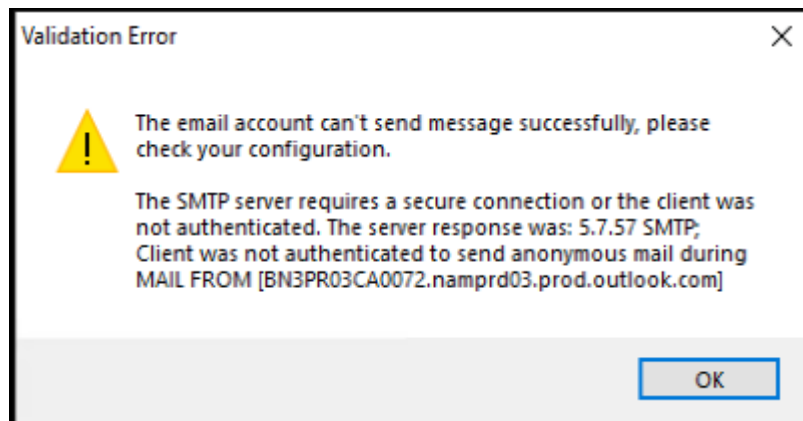 Validation Error
The email account can't send message successfully, please
check your configuration.
The SMTP server requires a secure connection or the client was
not authenticated. The server response was: 5.7.57 SMTP;
Client was not authenticated to send anonymous mail during
MAIL FROM [BN3PR03CA0072.namprd03.prod.outlook.com]
OK